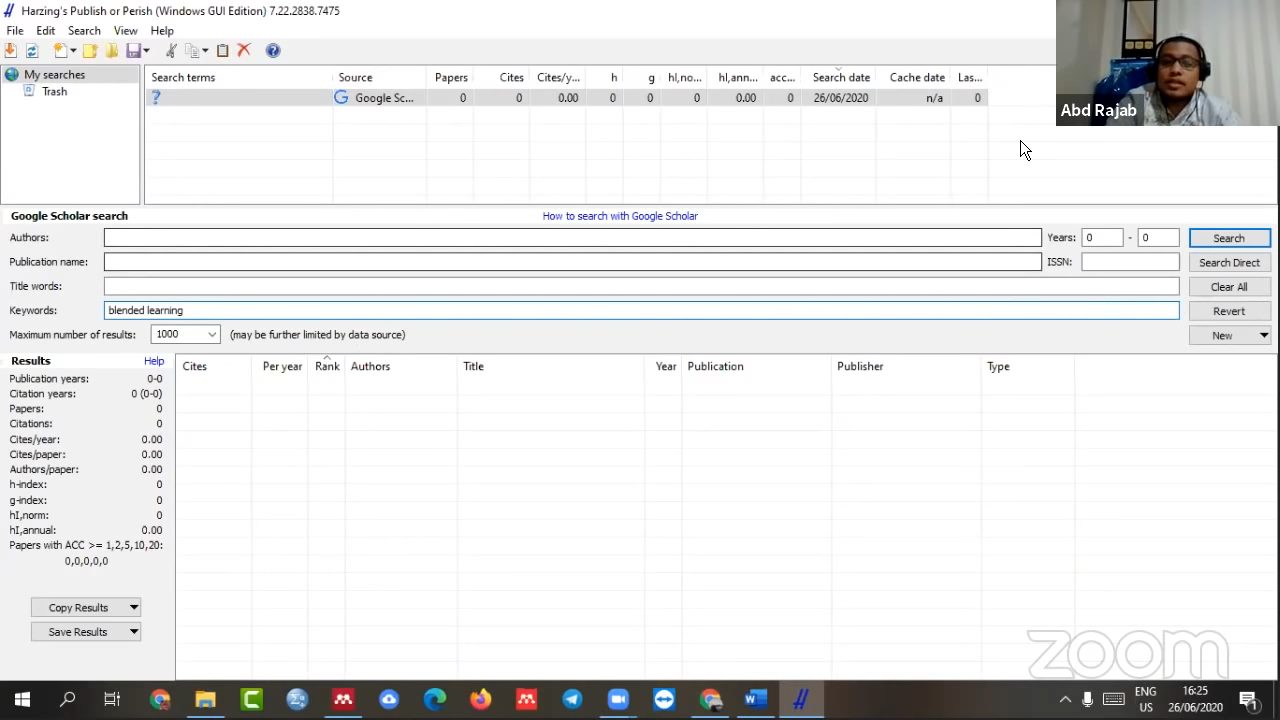 Harzing's Publish or Perish (Windows GUI Edition) 7.22.2838.7475
File Edit Search View Help
My searches
Trash
Search terms Source Papers Cites Cites/y... h g hI,no... hI,ann... acc... Search date Cache date Las...
Google Sc... 0 0 0.00 0 0 0 0.00 0 26/06/2020 n/a 0
Abd Rajab
Google Scholar search How to search with Google Scholar
Authors: Years: 0 - 0 Search
Publication name: ISSN: Search Direct
Title words: Clear All
Keywords: blended learning Revert
Maximum number of results: 1000 (may be further limited by data source) New
Results Help
Cites Per year Rank Authors Title Year Publication Publisher Type
Publication years: 0-0
Citation years: 0 (0-0)
Papers: 0
Citations: 0
Cites/year: 0.00
Cites/paper: 0.00
Authors/paper: 0.00
h-index: 0
g-index: 0
hI,norm: 0
hI,annual: 0.00
Papers with ACC >= 1,2,5,10,20:
0,0,0,0,0
Copy Results
Save Results
zoom
ENG 16:25
US 26/06/2020 1